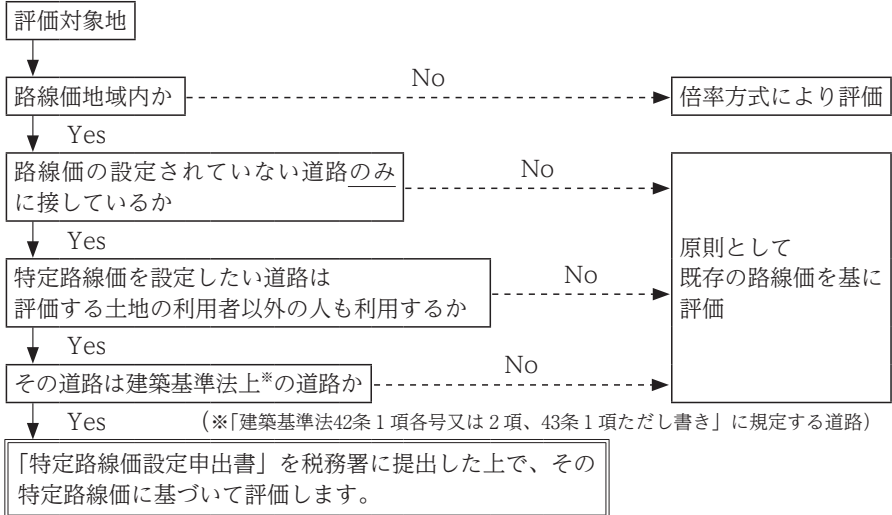 評価対象地
路線価地域内か
No
倍率方式により評価
Yes
路線価の設定されていない道路のみ
に接しているか
No
Yes
特定路線価を設定したい道路は
評価する土地の利用者以外の人も利用するか
No
原則として
既存の路線価を基に
評価
Yes
その道路は建築基準法上※の道路か
No
Yes
(※「建築基準法42条1項各号又は2項、43条1項ただし書き」に規定する道路)
「特定路線価設定申出書」を税務署に提出した上で、その
特定路線価に基づいて評価します。